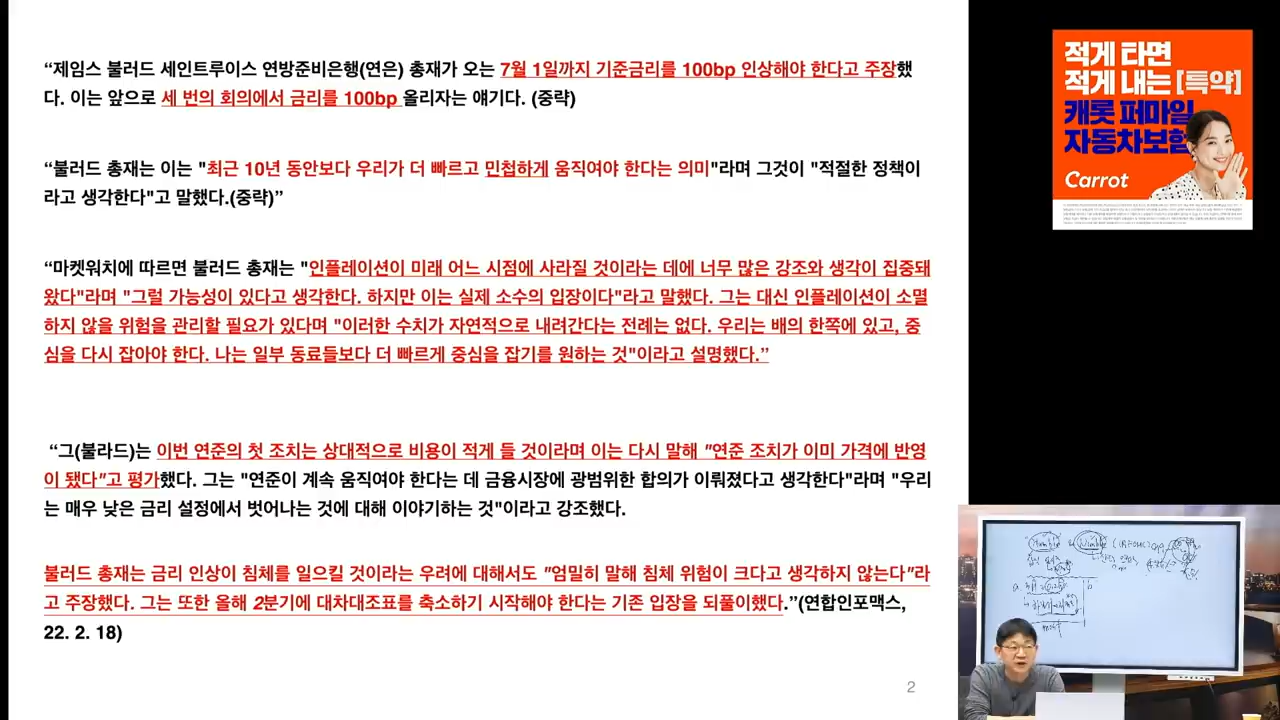 “제임스 불러드 세인트루이스 연방준비은행(연은) 총재가 오는 7월 1일까지 기준금리를 100bp 인상해야 한다고 주장했
다. 이는 앞으로 세 번의 회의에서 금리를 100bp 올리자는 얘기다. (중략)
“불러드 총재는 이는 "최근 10년 동안보다 우리가 더 빠르고 민첩하게 움직여야 한다는 의미"라며 그것이 "적절한 정책이
라고 생각한다"고 말했다.(중략)”
“마켓워치에 따르면 불러드 총재는 "인플레이션이 미래 어느 시점에 사라질 것이라는 데에 너무 많은 강조와 생각이 집중돼
왔다"라며 "그럴 가능성이 있다고 생각한다. 하지만 이는 실제 소수의 입장이다"라고 말했다. 그는 대신 인플레이션이 소멸
하지 않을 위험을 관리할 필요가 있다며 "이러한 수치가 자연적으로 내려간다는 전례는 없다. 우리는 배의 한쪽에 있고, 중
심을 다시 잡아야 한다. 나는 일부 동료들보다 더 빠르게 중심을 잡기를 원하는 것"이라고 설명했다.”
“그(불라드)는 이번 연준의 첫 조치는 상대적으로 비용이 적게 들 것이라며 이는 다시 말해 "연준 조치가 이미 가격에 반영
이 됐다"고 평가했다. 그는 "연준이 계속 움직여야 한다는 데 금융시장에 광범위한 합의가 이뤄졌다고 생각한다"라며 "우리
는 매우 낮은 금리 설정에서 벗어나는 것에 대해 이야기하는 것"이라고 강조했다.
불러드 총재는 금리 인상이 침체를 일으킬 것이라는 우려에 대해서도 "엄밀히 말해 침체 위험이 크다고 생각하지 않는다"라
고 주장했다. 그는 또한 올해 2분기에 대차대조표를 축소하기 시작해야 한다는 기존 입장을 되풀이했다.”(연합인포맥스,
22. 2. 18)
2
적게 타면
적게 내는 [특약]
캐롯 퍼마일
자동차보험
Carrot